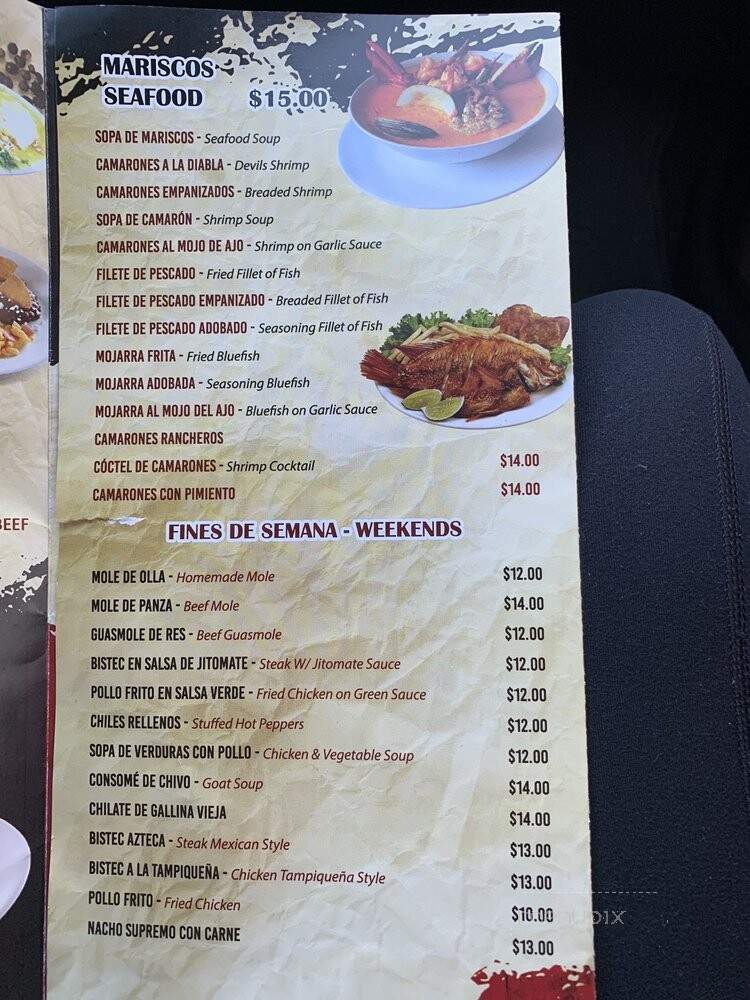 MARISCOS
SEAFOOD $15.00
SOPA DE MARISCOS - Seafood Soup
CAMARONES A LA DIABLA - Devils Shrimp
CAMARONES EMPANIZADOS - Breaded Shrimp
SOPA DE CAMARÓN - Shrimp Soup
CAMARONES AL MOJO DE AJO - Shrimp on Garlic Sauce
FILETE DE PESCADO - Fried Fillet of Fish
FILETE DE PESCADO EMPANIZADO - Breaded Fillet of Fish
FILETE DE PESCADO ADOBADO - Seasoning Fillet of Fish
MOJARRA FRITA - Fried Bluefish
MOJARRA ADOBADA - Seasoning Bluefish
MOJARRA AL MOJO DEL AJO - Bluefish on Garlic Sauce
CAMARONES RANCHEROS
CÓCTEL DE CAMARONES - Shrimp Cocktail $14.00
CAMARONES CON PIMIENTO $14.00
BEEF
FINES DE SEMANA - WEEKENDS
MOLE DE OLLA - Homemade Mole $12.00
MOLE DE PANZA - Beef Mole $14.00
GUASMOLE DE RES - Beef Guasmole $12.00
BISTEC EN SALSA DE JITOMATE - Steak W/ Jitomate Sauce $12.00
POLLO FRITO EN SALSA VERDE - Fried Chicken on Green Sauce $12.00
CHILES RELLENOS - Stuffed Hot Peppers $12.00
SOPA DE VERDURAS CON POLLO - Chicken & Vegetable Soup $12.00
CONSOMÉ DE CHIVO - Goat Soup $14.00
CHILATE DE GALLINA VIEJA $14.00
BISTEC AZTECA - Steak Mexican Style $13.00
BISTEC A LA TAMPIQUEÑA - Chicken Tampiqueña Style $13.00
POLLO FRITO - Fried Chicken $10.00
NACHO SUPREMO CON CARNE $13.00